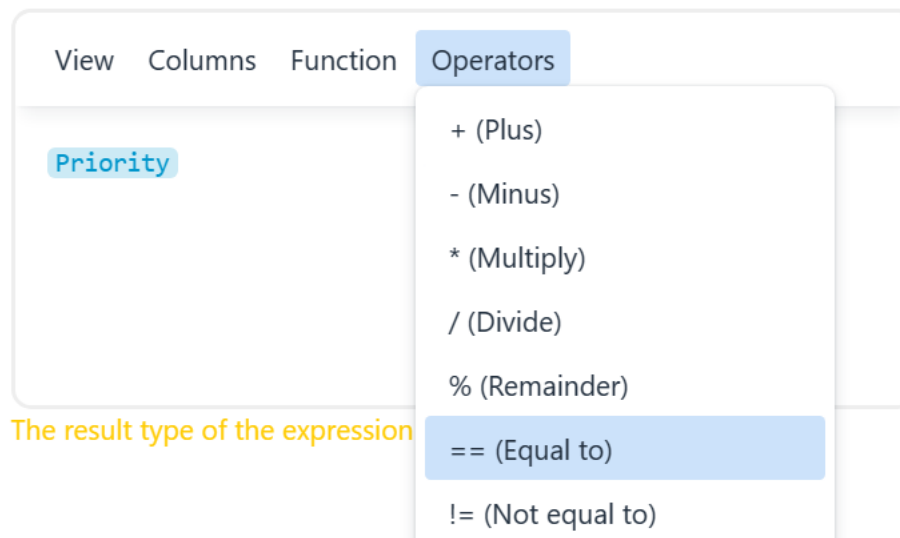 View Columns Function Operators
Priority
+ (Plus)
- (Minus)
* (Multiply)
/ (Divide)
% (Remainder)
The result type of the expression
== (Equal to)
!= (Not equal to)